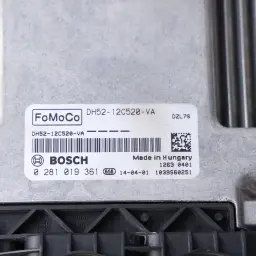 FoMoCo DH52-12C520-VA D2L79
DH52-12C520-VA — — — —
Made in Hungary
BOSCH 1263 0401
0 281 019 361 14-04-01 1039S60251